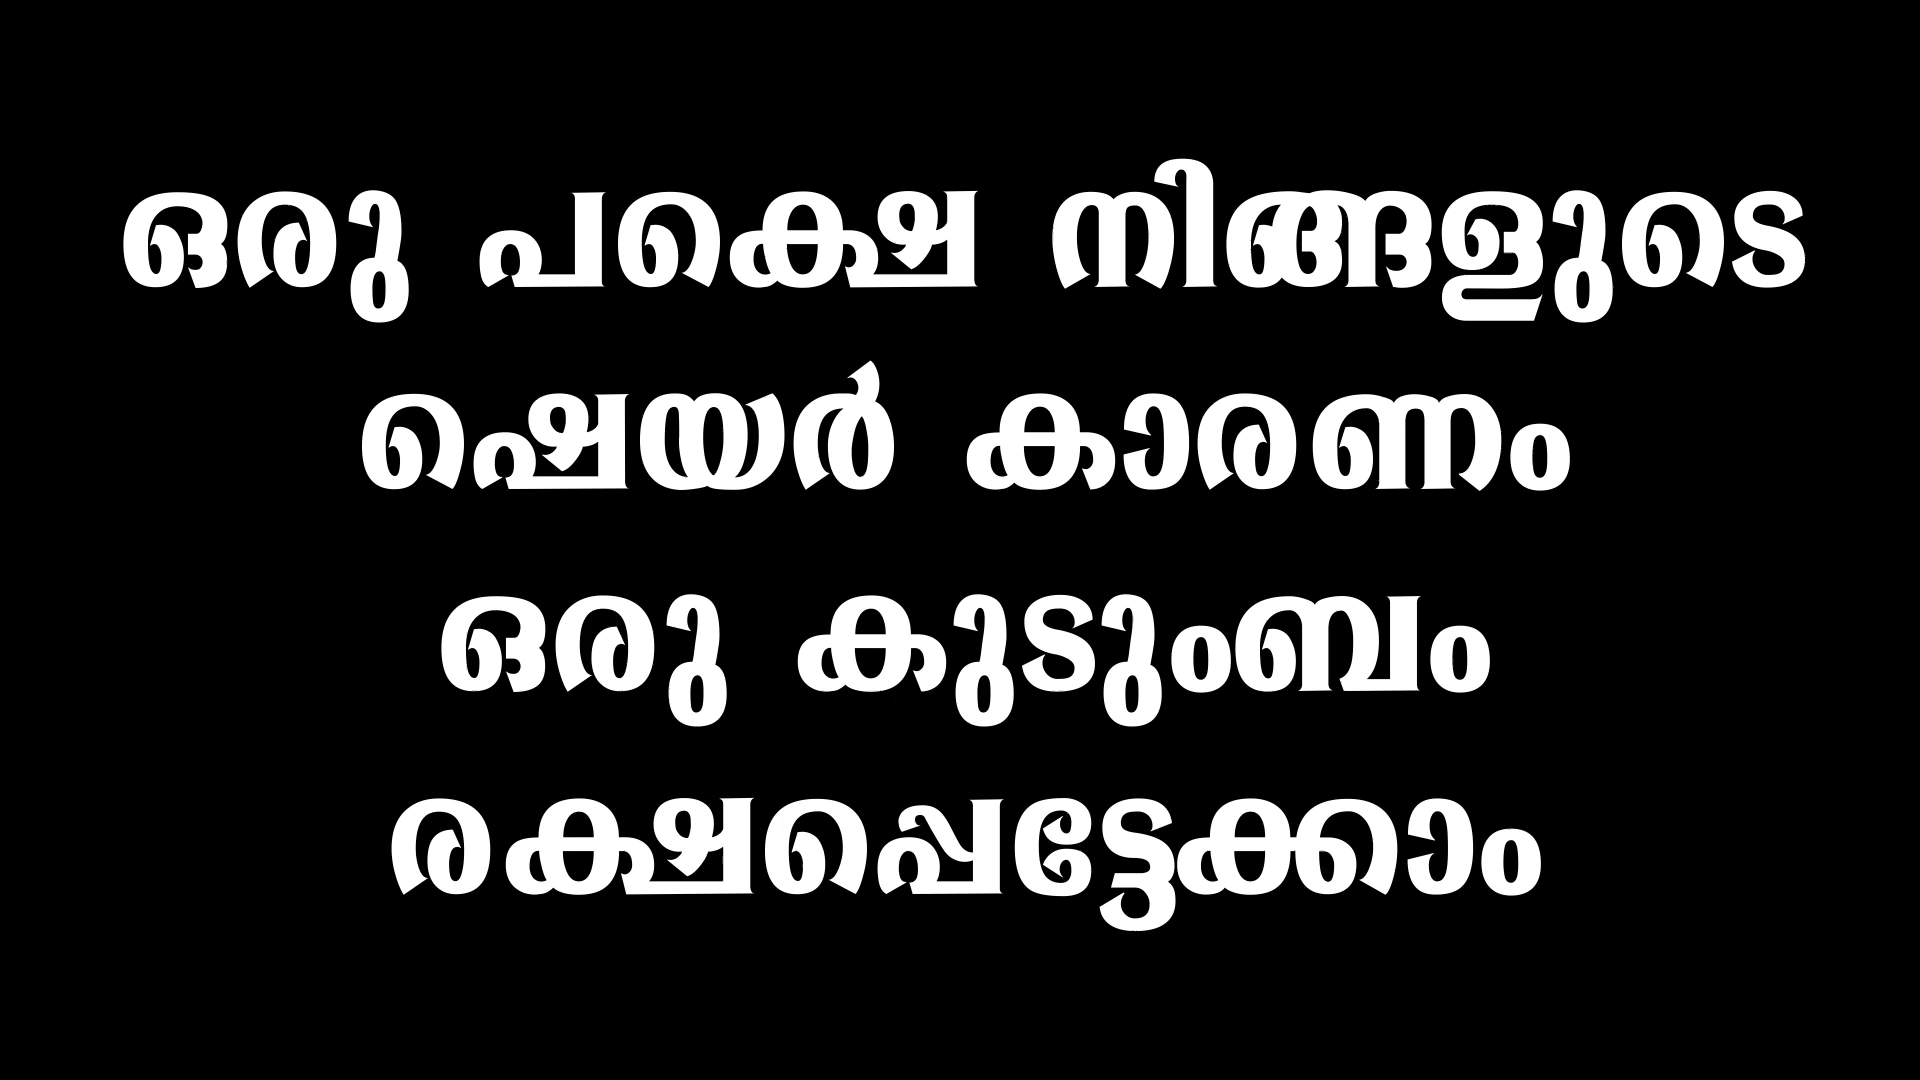 ഒരു പക്ഷെ നിങ്ങളുടെ
ഷെയർ കാരണം
ഒരു കുടുംബം
രക്ഷപ്പെട്ടേക്കാം